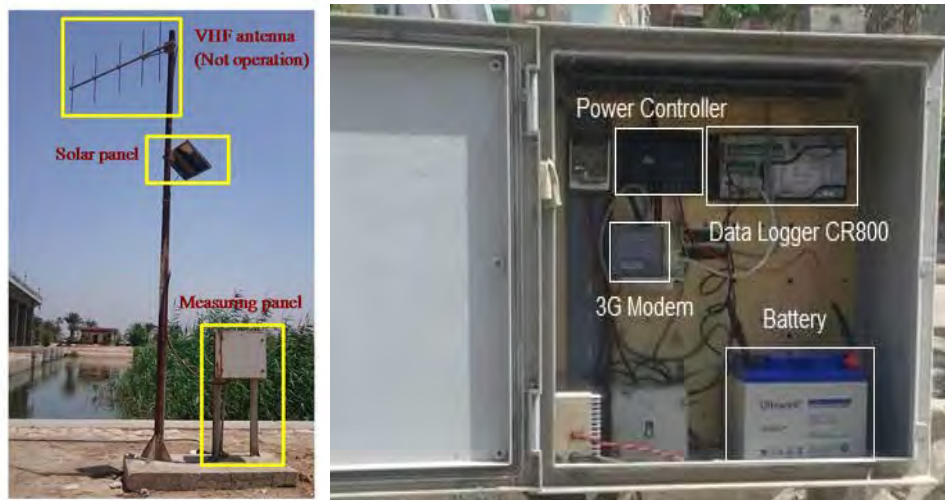 VHF antenna
(Not operation)
Solar panel
Measuring panel
Power Controller
Data Logger CR800
3G Modem
Battery
Ultracell